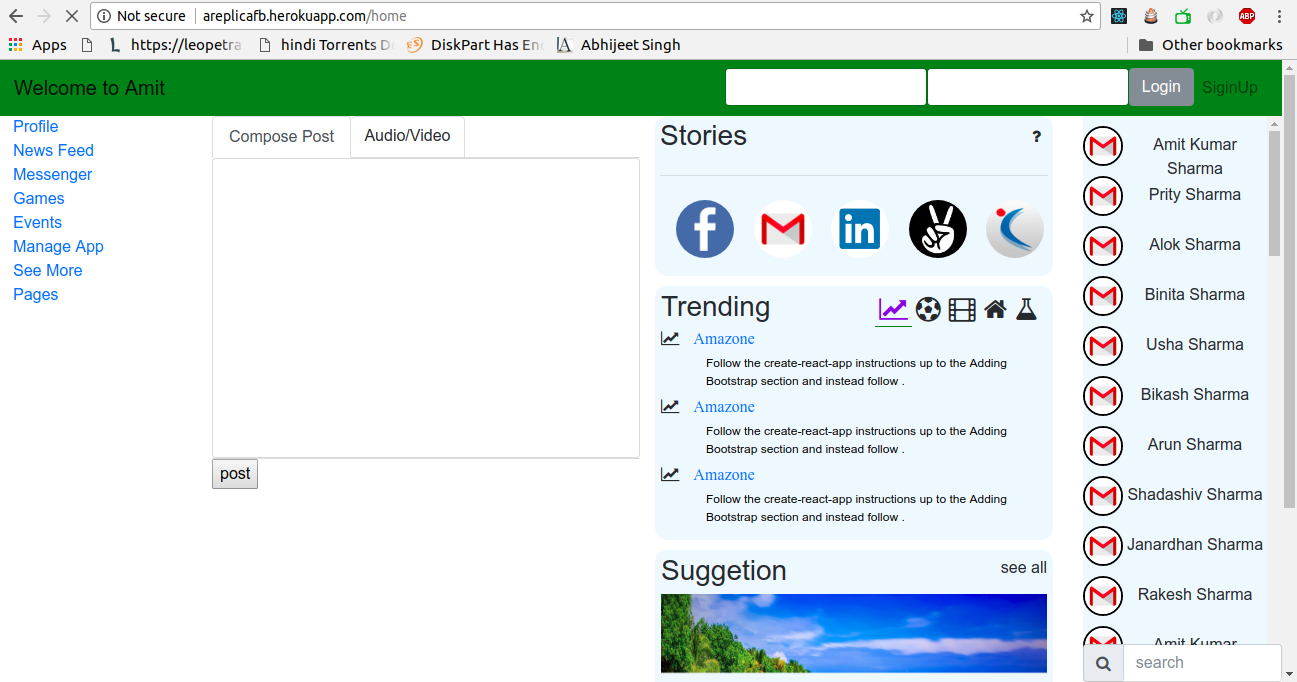 Not secure areplicafb.herokuapp.com/home
ABP
Apps https://leopetra hindi Torrents D ES DiskPart Has En A Abhijeet Singh Other bookmarks
Welcome to Amit Login SiginUp
Profile
News Feed
Messenger
Games
Events
Manage App
See More
Pages
Compose Post Audio/Video
post
Stories ?
f in
Trending
Amazone
Follow the create-react-app instructions up to the Adding
Bootstrap section and instead follow .
Amazone
Follow the create-react-app instructions up to the Adding
Bootstrap section and instead follow .
Amazone
Follow the create-react-app instructions up to the Adding
Bootstrap section and instead follow .
Suggetion see all
Amit Kumar
Sharma
Prity Sharma
Alok Sharma
Binita Sharma
Usha Sharma
Bikash Sharma
Arun Sharma
Shadashiv Sharma
Janardhan Sharma
Rakesh Sharma
Amit Kumar
search